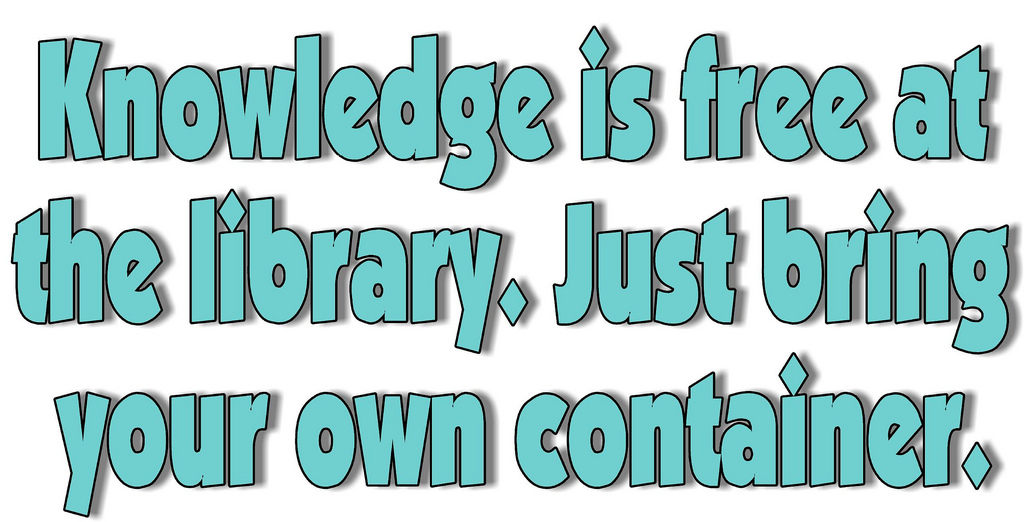 Knowledge is free at
the library. Just bring
your own container.